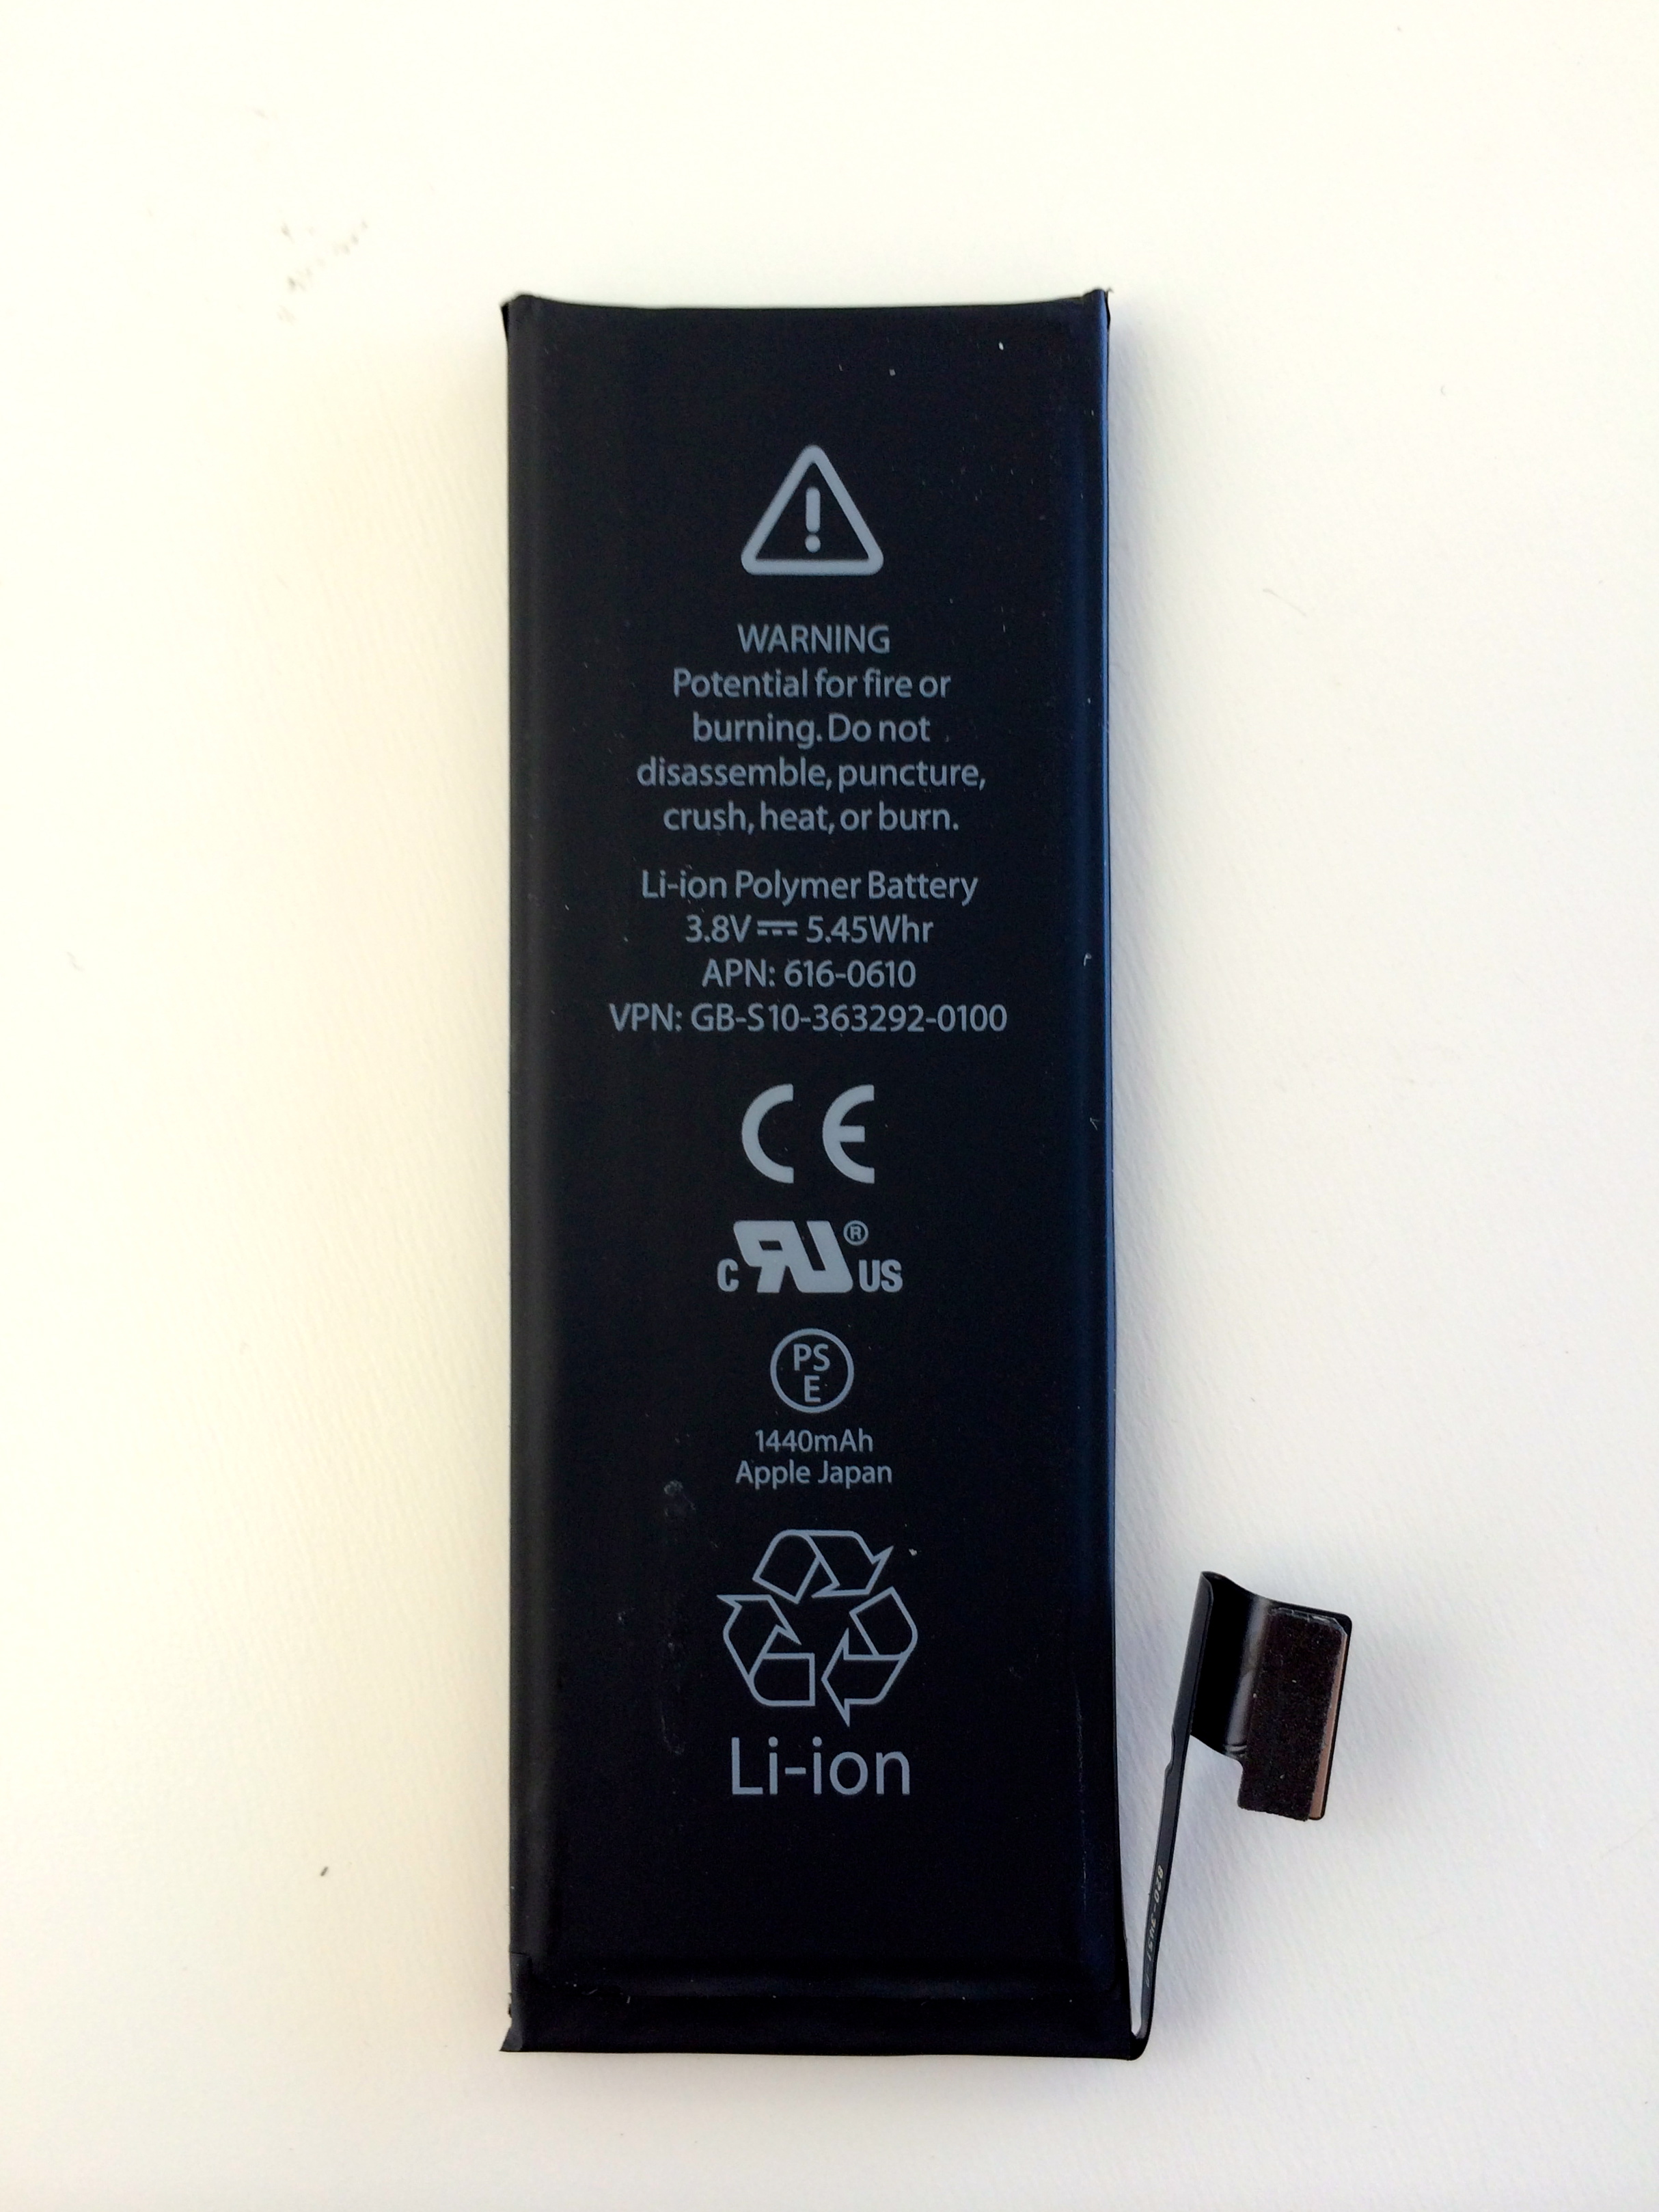 WARNING
Potential for fire or
burning. Do not
disassemble, puncture,
crush, heat, or burn.
Li-ion Polymer Battery
3.8V⎓5.45Whr
APN: 616-0610
VPN: GB-S10-363292-0100
CE
c RU ® US
PS
E
1440mAh
Apple Japan
Li-ion